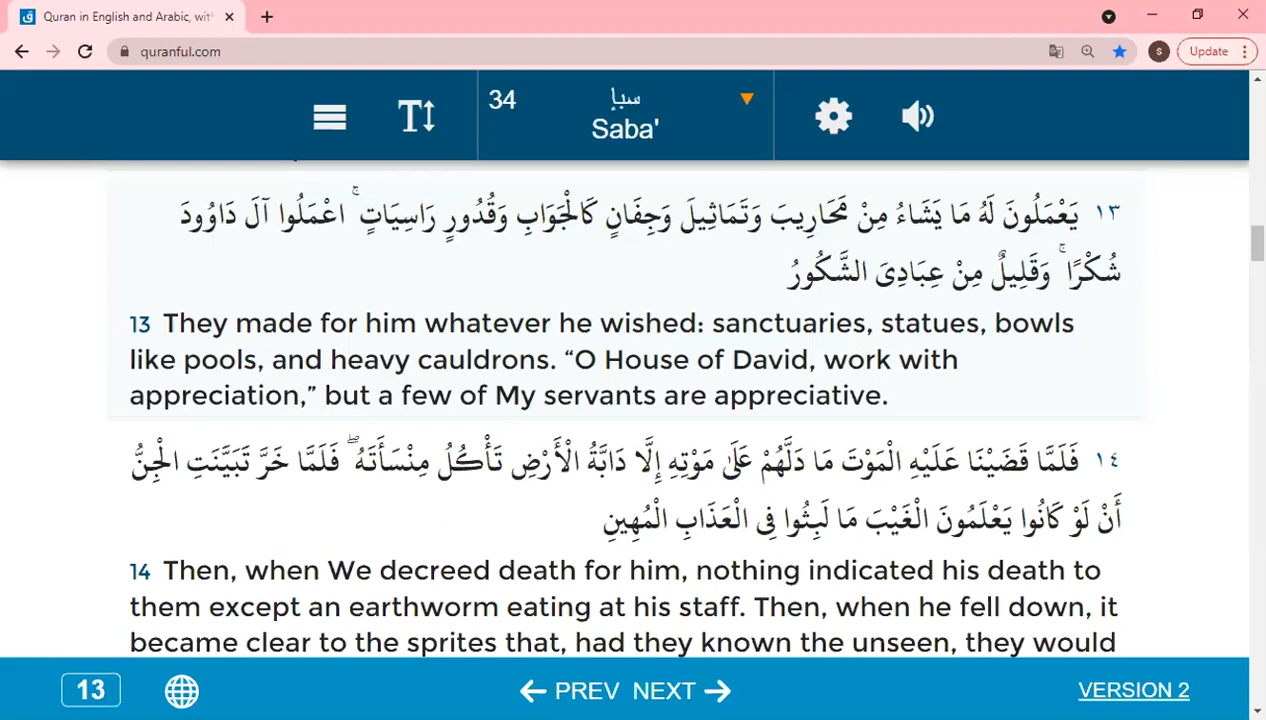 Quran in English and Arabic, wit
quranful.com
S
Update
34
سبإ
Saba'
١٣ يَعْمَلُونَ لَهُ مَا يَشَاءُ مِنْ مَحَارِيبَ وَتَمَاثِيلَ وَجِفَانٍ كَالْجَوَابِ وَقُدُورٍ رَاسِيَاتٍ ۚ اعْمَلُوا آلَ دَاوُودَ
شُكْرًا ۚ وَقَلِيلٌ مِنْ عِبَادِىَ الشَّكُورُ
13 They made for him whatever he wished: sanctuaries, statues, bowls
like pools, and heavy cauldrons. “O House of David, work with
appreciation,” but a few of My servants are appreciative.
١٤ فَلَمَّا قَضَيْنَا عَلَيْهِ الْمَوْتَ مَا دَلَّهُمْ عَلَىٰ مَوْتِهِ إِلَّا دَابَّةُ الْأَرْضِ تَأْكُلُ مِنْسَأَتَهُ ۖ فَلَمَّا خَرَّ تَبَيَّنَتِ الْجِنُّ
أَنْ لَوْ كَانُوا يَعْلَمُونَ الْغَيْبَ مَا لَبِثُوا فِى الْعَذَابِ الْمُهِينِ
14 Then, when We decreed death for him, nothing indicated his death to
them except an earthworm eating at his staff. Then, when he fell down, it
became clear to the sprites that, had they known the unseen, they would
13
PREV NEXT
VERSION 2